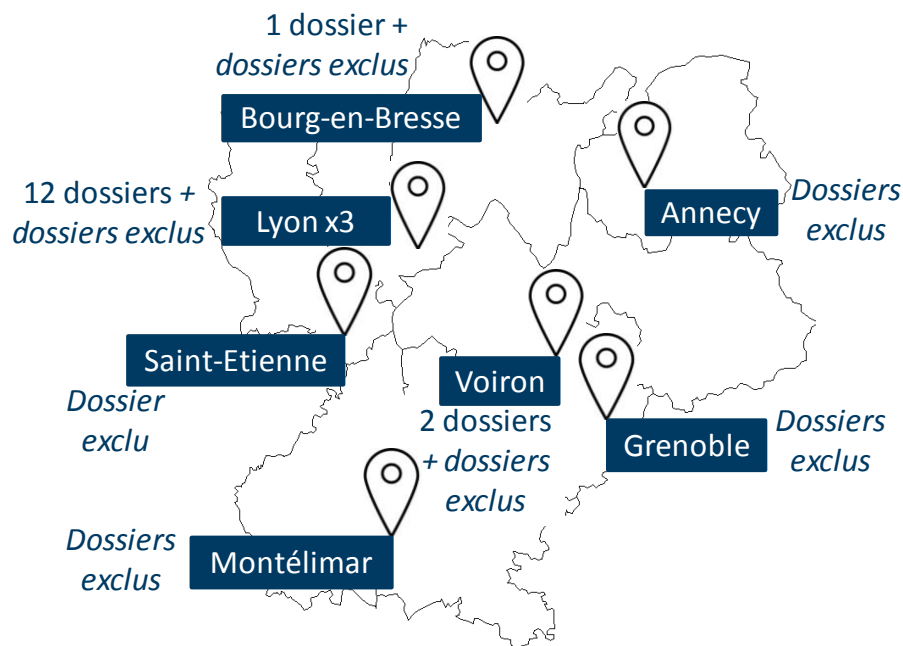 1 dossier +
dossiers exclus
Bourg-en-Bresse
12 dossiers +
dossiers exclus
Lyon x3
Annecy
Dossiers
exclus
Saint-Etienne
Dossier
exclu
Voiron
2 dossiers
+ dossiers
exclus
Grenoble
Dossiers
exclus
Montélimar
Dossiers
exclus